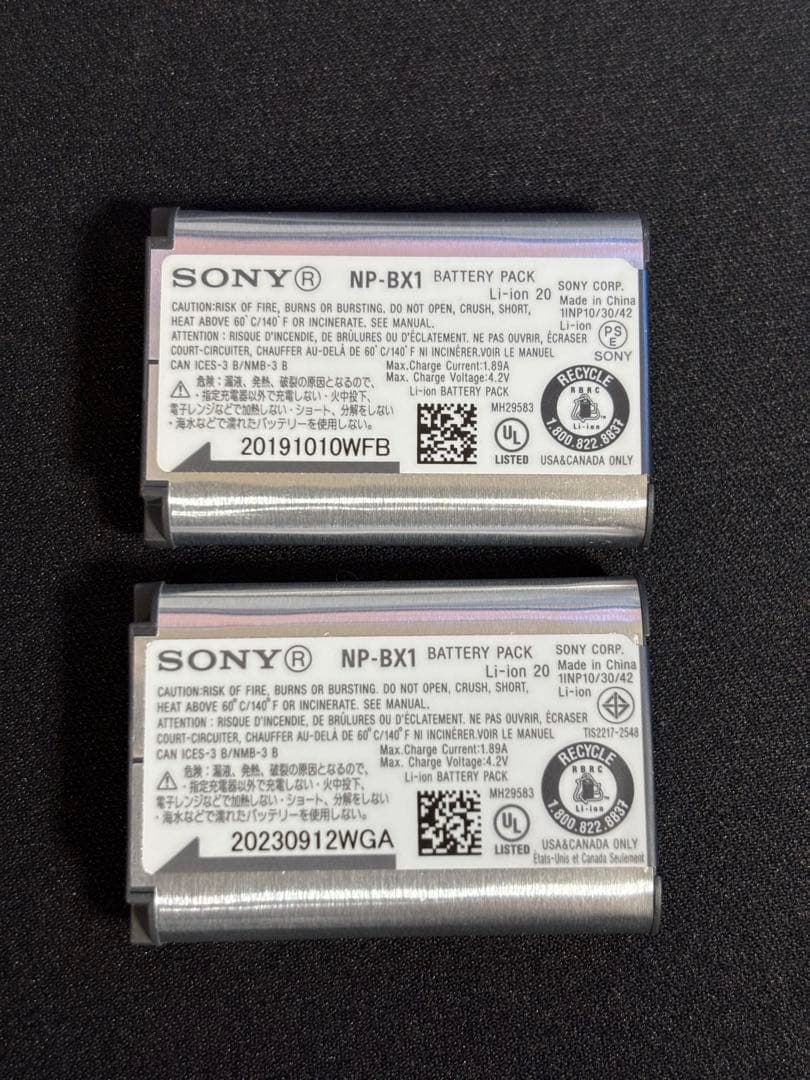 SONY® NP-BX1 BATTERY PACK
Li-ion 20
SONY CORP.
Made in China
1INP10/30/42
Li-ion
PSE
SONY
CAUTION:RISK OF FIRE, BURNS OR BURSTING. DO NOT OPEN, CRUSH, SHORT,
HEAT ABOVE 60°C/140°F OR INCINERATE. SEE MANUAL.
ATTENTION : RISQUE D'INCENDIE, DE BRÛLURES OU D'ÉCLATEMENT. NE PAS OUVRIR, ÉCRASER
COURT-CIRCUITER, CHAUFFER AU-DELÀ DE 60°C/140°F NI INCINÉRER.VOIR LE MANUEL
CAN ICES-3 B/NMB-3 B
Max.Charge Current:1.89A
Max. Charge Voltage:4.2V
Li-ion BATTERY PACK
危険：漏液、発熱、破裂の原因となるので、
・指定充電器以外で充電しない・火中投下、
電子レンジなどで加熱しない・ショート、分解をしない
・海水などで濡れたバッテリーを使用しない。
20191010WFB
MH29583
UL
LISTED
RECYCLE
RBRC
Li-ion
1.800.822.8837
USA&CANADA ONLY
SONY® NP-BX1 BATTERY PACK
Li-ion 20
SONY CORP.
Made in China
1INP10/30/42
Li-ion
TIS2217-2548
CAUTION:RISK OF FIRE, BURNS OR BURSTING. DO NOT OPEN, CRUSH, SHORT,
HEAT ABOVE 60°C/140°F OR INCINERATE. SEE MANUAL.
ATTENTION : RISQUE D'INCENDIE, DE BRÛLURES OU D'ÉCLATEMENT. NE PAS OUVRIR, ÉCRASER
COURT-CIRCUITER, CHAUFFER AU-DELÀ DE 60°C/140°F NI INCINÉRER.VOIR LE MANUEL
CAN ICES-3 B/NMB-3 B
Max.Charge Current:1.89A
Max. Charge Voltage:4.2V
Li-ion BATTERY PACK
危険：漏液、発熱、破裂の原因となるので、
・指定充電器以外で充電しない・火中投下、
電子レンジなどで加熱しない・ショート、分解をしない
・海水などで濡れたバッテリーを使用しない。
20230912WGA
MH29583
UL
LISTED
RECYCLE
RBRC
Li-ion
1.800.822.8837
USA&CANADA ONLY
États-Unis et Canada Seulement